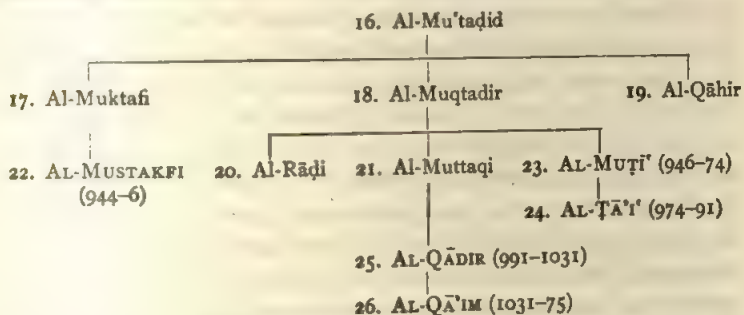 16. Al-Mu'taḍid
17. Al-Muktafi 18. Al-Muqtadir 19. Al-Qāhir
22. AL-MUSTAKFI 20. Al-Rāḍi 21. Al-Muttaqi 23. AL-MUṬĪʿ (946-74)
(944-6)
24. AL-ṬĀ'Iʿ (974-91)
25. AL-QĀDIR (991-1031)
26. AL-QĀ'IM (1031-75)